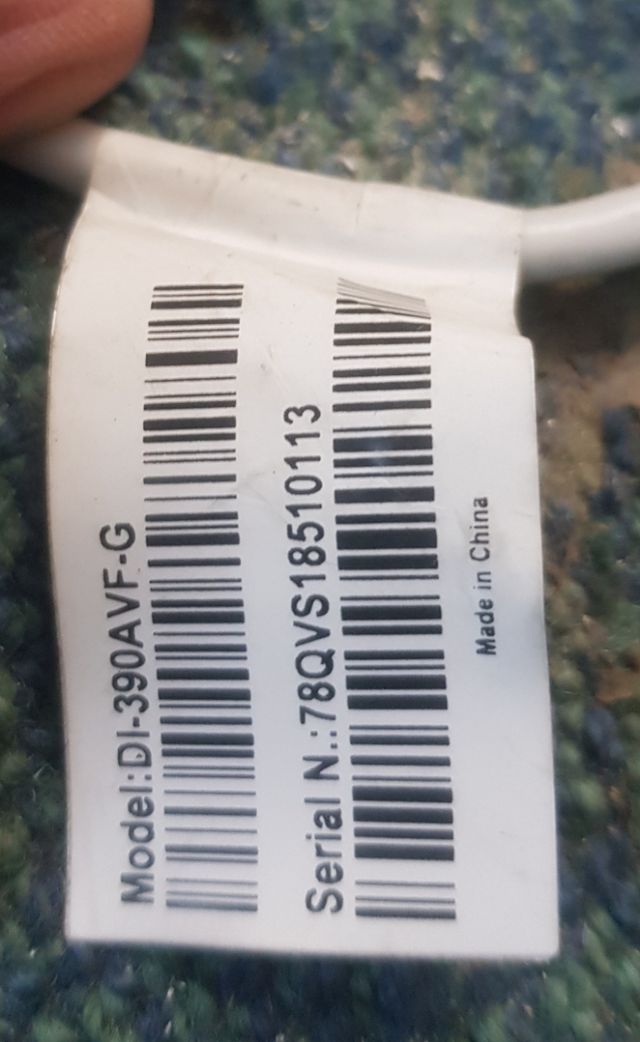 Model:DI-390AVF-G
Serial N.:78QVS18510113
Made in China